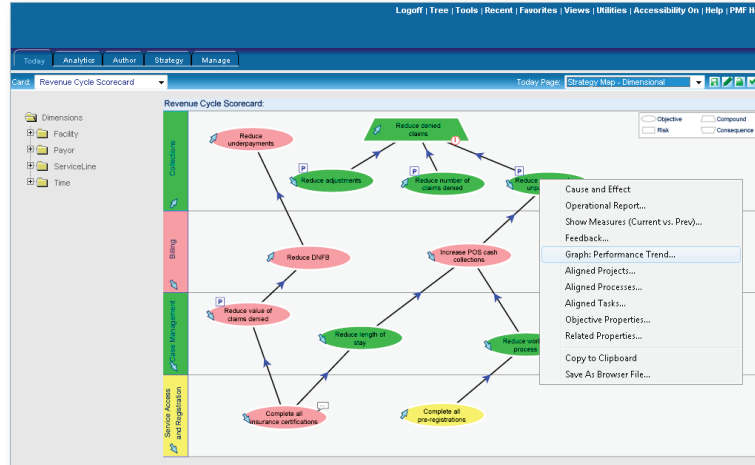 Logoff | Tree | Tools | Recent | Favorites | Views | Utilities | Accessibility On | Help | PMF
Today Analytics Author Strategy Manage
Card: Revenue Cycle Scorecard
Today Page: Strategy Map - Dimensional
Revenue Cycle Scorecard:
Dimensions
Facility
Payor
ServiceLine
Time
Objective
Compound
Risk
Consequence
Collections
Reduce
underpayments
Reduce denied
claims
P
Reduce adjustments
P
Reduce number of
claims denied
P
Reduce
Billing
Reduce DNFB
Increase POS cash
collections
Case Management
P
Reduce value of
claims denied
Reduce length of
stay
Reduce
process
Service Access
and Registration
Complete all
insurance certifications
Complete all
pre-registrations
Cause and Effect
Operational Report...
Show Measures (Current vs. Prev)...
Feedback...
Graph: Performance Trend...
Aligned Projects...
Aligned Processes...
Aligned Tasks...
Objective Properties...
Related Properties...
Copy to Clipboard
Save As Browser File...